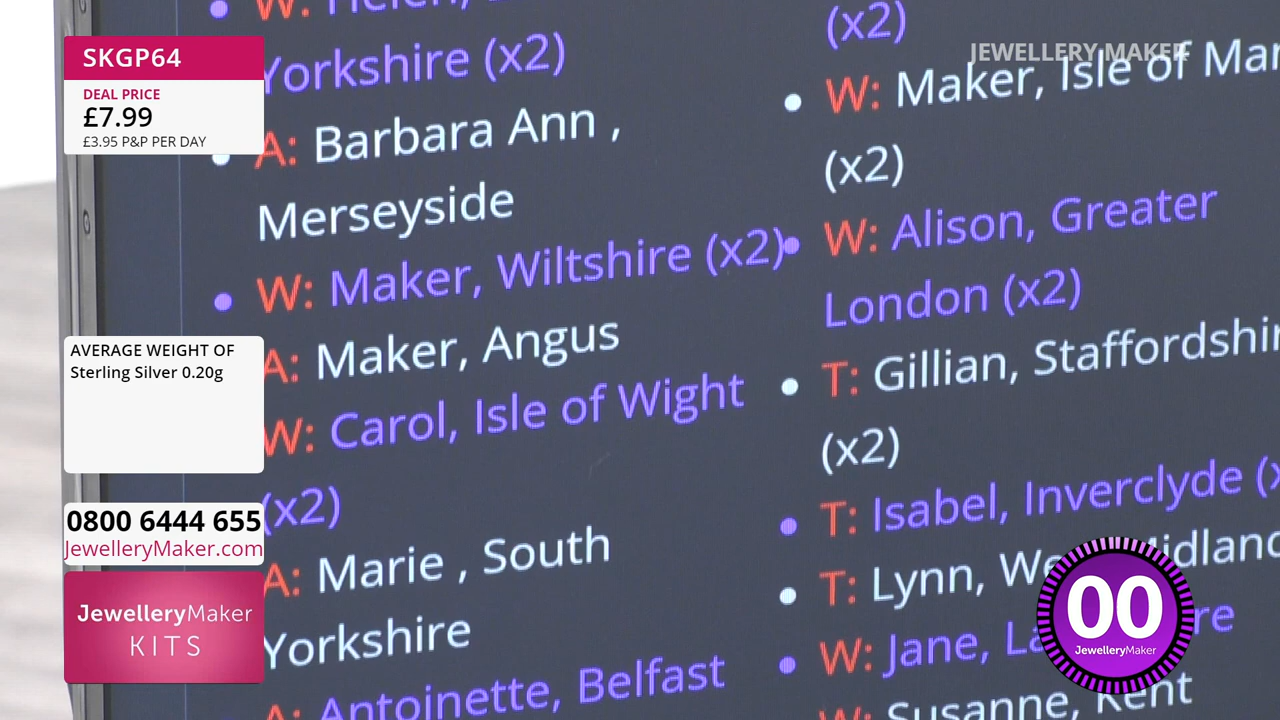 SKGP64
DEAL PRICE
£7.99
£3.95 P&P PER DAY
AVERAGE WEIGHT OF
Sterling Silver 0.20g
0800 6444 655
JewelleryMaker.com
JewelleryMaker
KITS
W: Helen,
Yorkshire (x2)
A: Barbara Ann ,
Merseyside
W: Maker, Wiltshire (x2)
A: Maker, Angus
W: Carol, Isle of Wight
(x2)
A: Marie , South
Yorkshire
A: Antoinette, Belfast
JEWELLERY MAKER
(x2)
W: Maker, Isle of
(x2)
W: Alison, Greater
London (x2)
T: Gillian,
(x2)
T: Isabel, Inverclyde
T: Lynn,
W: Jane,
W: Susanne, Kent
00
JewelleryMaker